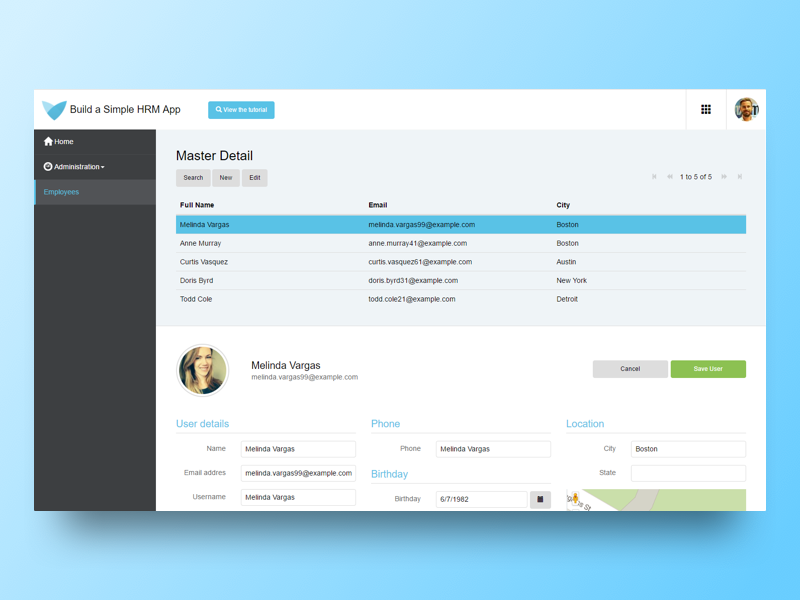 Build a Simple HRM App
View the tutorial
Home
Administration
Employees
Master Detail
Search New Edit
1 to 5 of 5
Full Name Email City
Melinda Vargas melinda.vargas99@example.com Boston
Anne Murray anne.murray41@example.com Boston
Curtis Vasquez curtis.vasquez61@example.com Austin
Doris Byrd doris.byrd31@example.com New York
Todd Cole todd.cole21@example.com Detroit
Melinda Vargas
melinda.vargas99@example.com
Cancel Save User
User details Phone Location
Name Melinda Vargas Phone Melinda Vargas City Boston
Email addres melinda.vargas99@example.com Birthday State
Username Melinda Vargas Birthday 6/7/1982
St